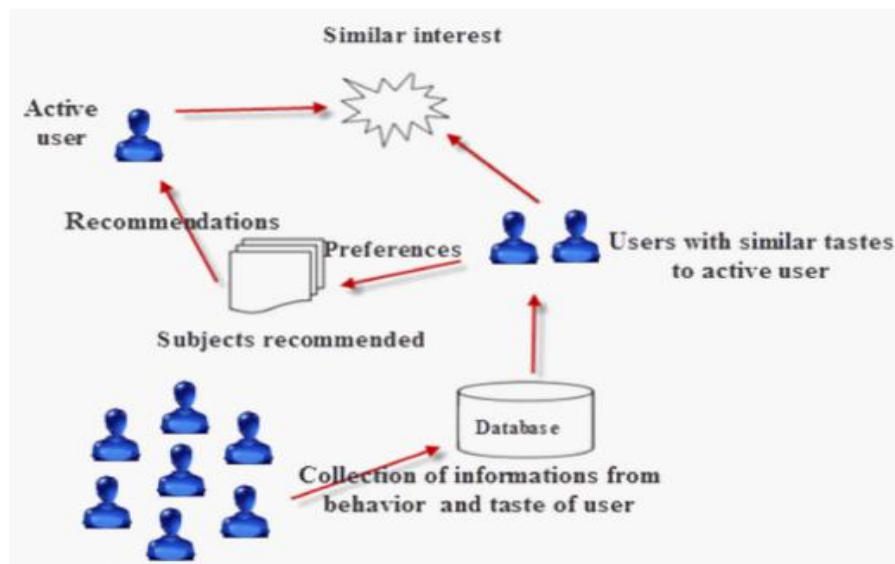 Similar interest
Active
user
Recommendations
Preferences
Users with similar tastes
to active user
Subjects recommended
Database
Collection of informations from
behavior and taste of user